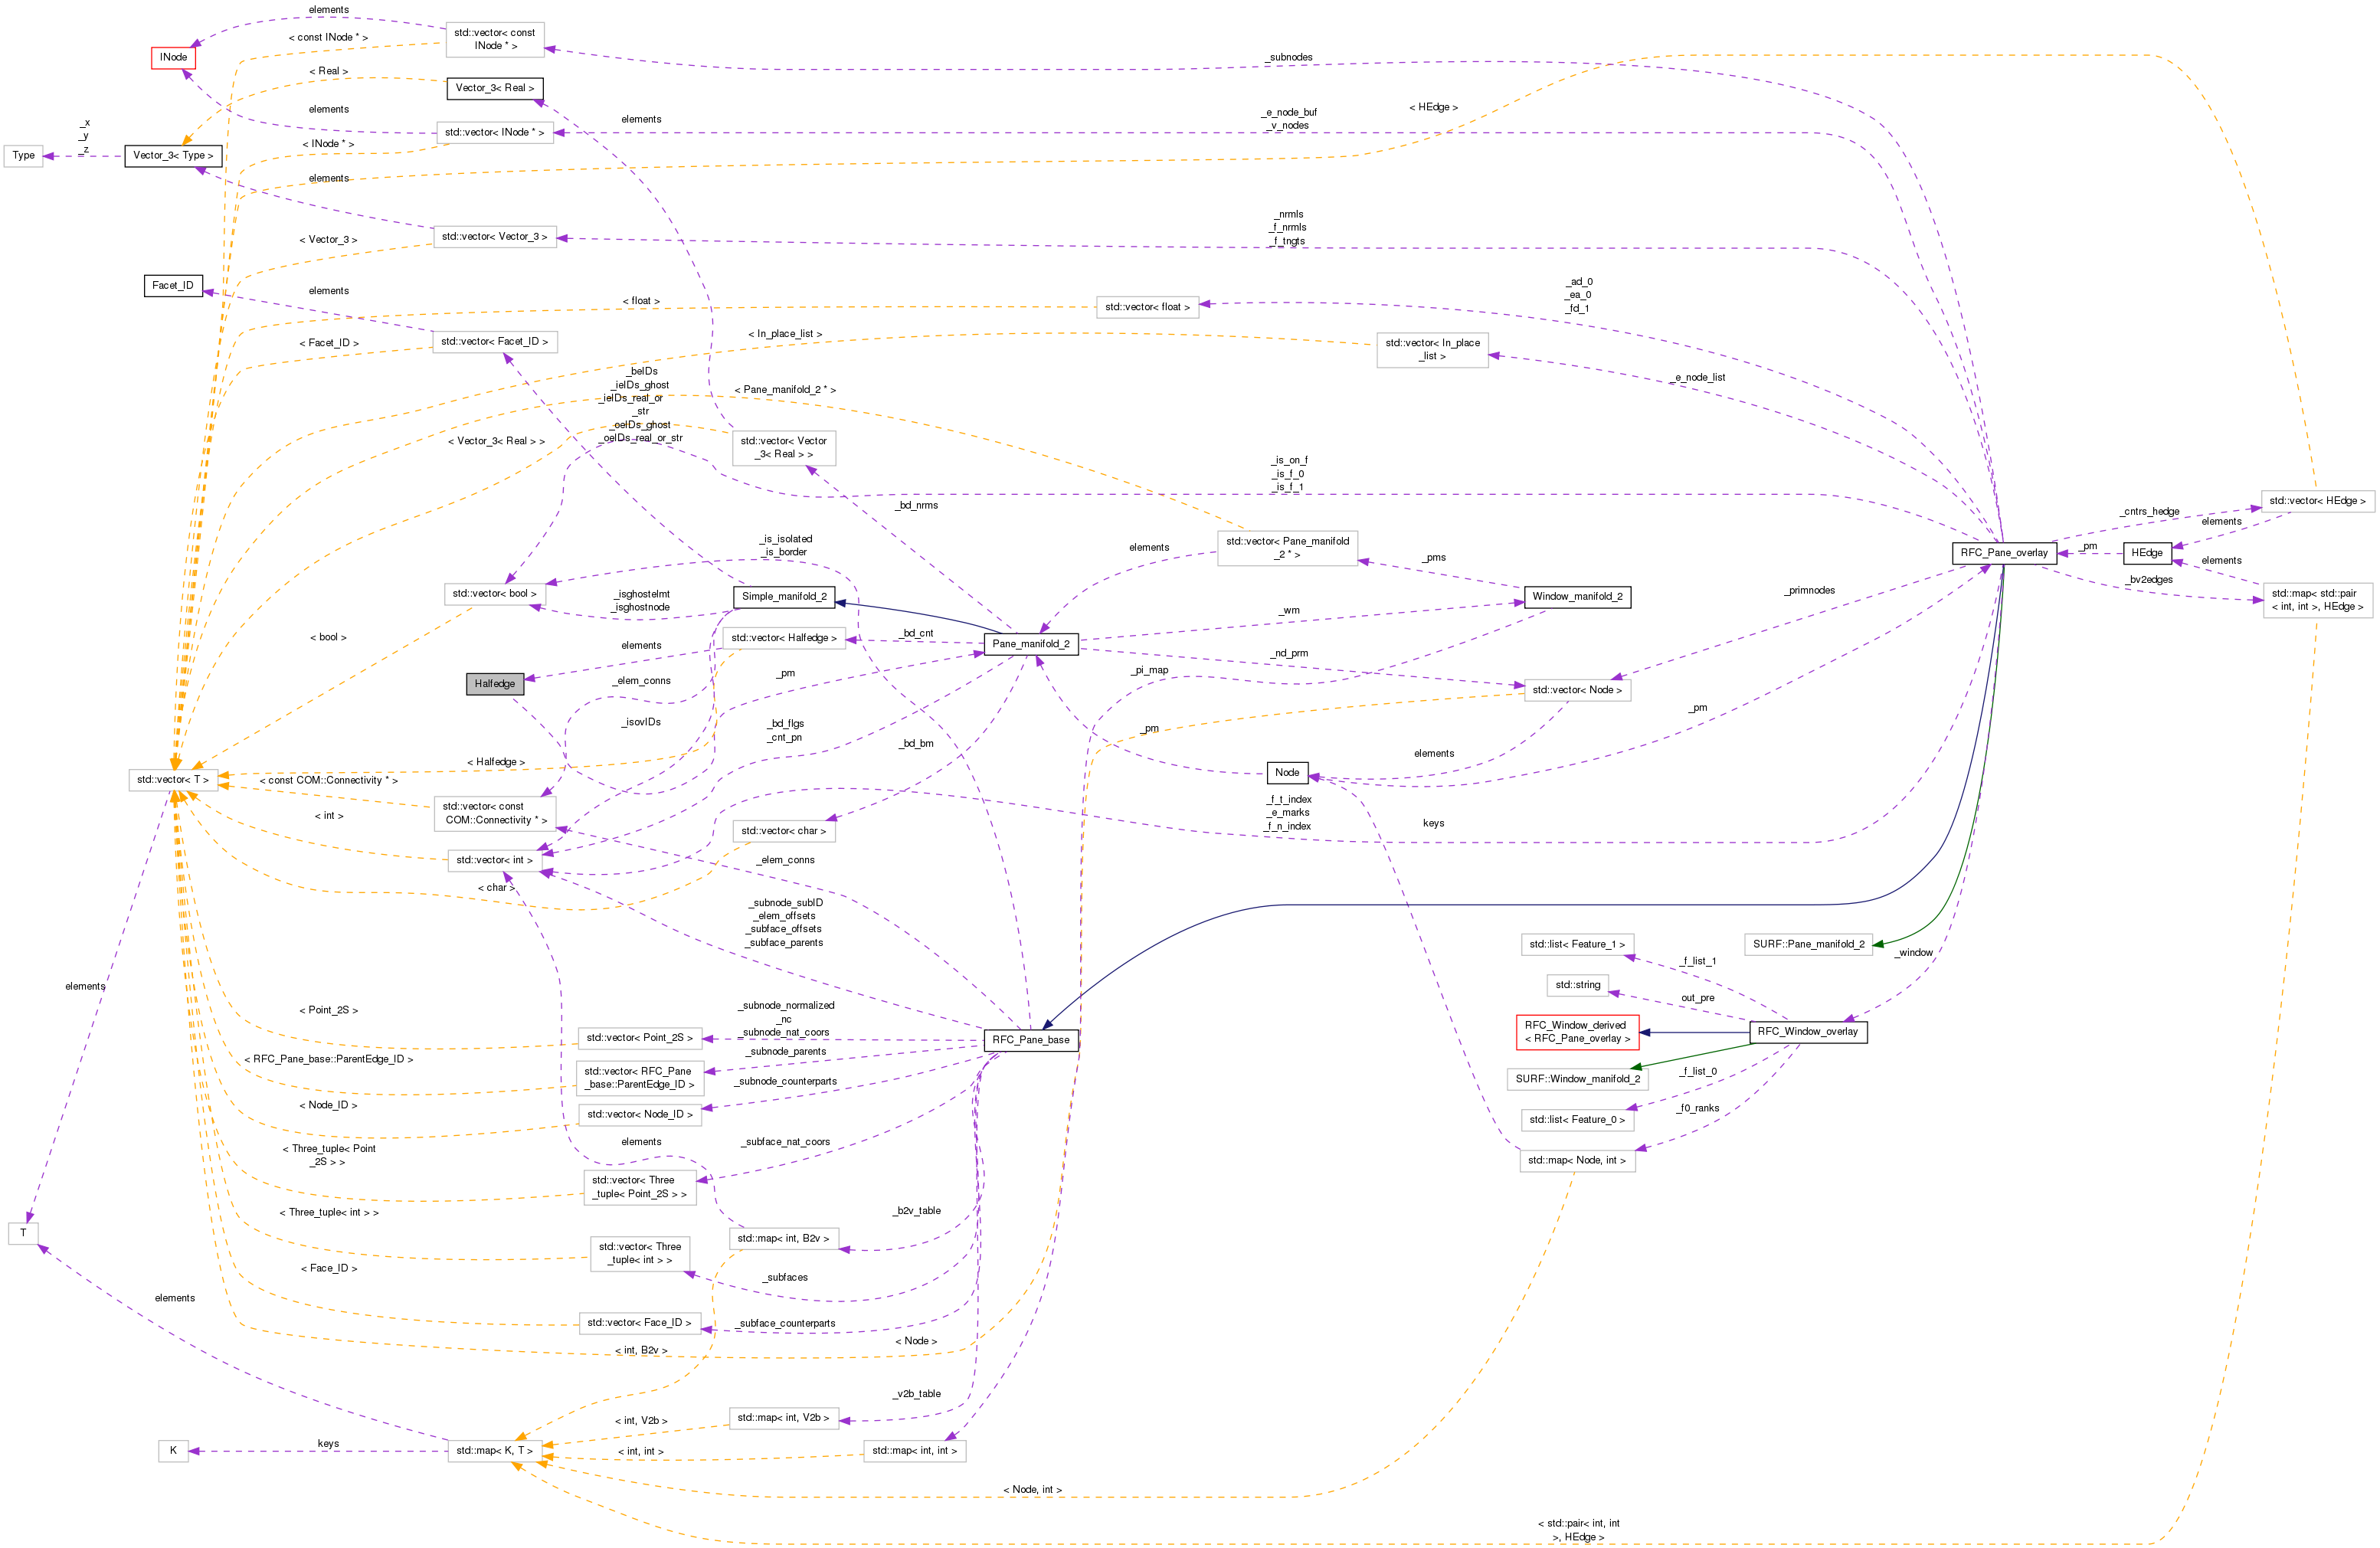 elements
std::vector< const
INode * >
< const INode * >
INode
_subnodes
< Real >
Vector_3< Real >
< HEdge >
elements
elements
_e_node_buf
_v_nodes
_x
_y
_z
std::vector< INode * >
< INode * >
Type
Vector_3< Type >
elements
_nrmls
_f_nrmls
_f_tngts
std::vector< Vector_3 >
< Vector_3 >
Facet_ID
elements
_ad_0
_ea_0
_fd_1
< float >
std::vector< float >
< In_place_list >
std::vector< Facet_ID >
< Facet_ID >
std::vector< In_place
_list >
_e_node_list
_beIDs
_ieIDs_ghost
_ieIDs_real_or
_str
_oeIDs_ghost
_oeIDs_real_or_str
< Pane_manifold_2 * >
< Vector_3< Real > >
std::vector< Vector
_3< Real > >
_is_on_f
_is_f_0
_is_f_1
_bd_nrms
std::vector< HEdge >
_cntrs_hedge
elements
_is_isolated
_is_border
elements
std::vector< Pane_manifold
_2 * >
_pms
RFC_Pane_overlay
_pm
HEdge
elements
_bv2edges
std::map< std::pair
< int, int >, HEdge >
std::vector< bool >
_isghostelmt
_isghostnode
Simple_manifold_2
Window_manifold_2
_primnodes
_wm
< bool >
std::vector< Halfedge >
_bd_cnt
Pane_manifold_2
elements
_nd_prm
_pi_map
Halfedge
_elem_conns
_pm
std::vector< Node >
_isovIDs
_bd_flgs
_cnt_pn
_pm
_pm
_bd_bm
elements
< Halfedge >
Node
std::vector< T >
< const COM::Connectivity * >
std::vector< const
COM::Connectivity * >
< int >
std::vector< char >
_f_t_index
_e_marks
_f_n_index
keys
std::vector< int >
_elem_conns
< char >
_subnode_subID
_elem_offsets
_subface_offsets
_subface_parents
std::list< Feature_1 >
SURF::Pane_manifold_2
_f_list_1
_window
elements
std::string
out_pre
_subnode_normalized
_nc
_subnode_nat_coors
< Point_2S >
std::vector< Point_2S >
RFC_Pane_base
RFC_Window_derived
< RFC_Pane_overlay >
RFC_Window_overlay
< RFC_Pane_base::ParentEdge_ID >
_subnode_parents
std::vector< RFC_Pane
_base::ParentEdge_ID >
_subnode_counterparts
SURF::Window_manifold_2
_f_list_0
< Node_ID >
std::vector< Node_ID >
_f0_ranks
std::list< Feature_0 >
elements
_subface_nat_coors
< Three_tuple< Point
_2S > >
std::map< Node, int >
std::vector< Three
_tuple< Point_2S > >
< Three_tuple< int > >
_b2v_table
T
std::map< int, B2v >
std::vector< Three
_tuple< int > >
< Face_ID >
_subfaces
elements
std::vector< Face_ID >
_subface_counterparts
< Node >
< int, B2v >
_v2b_table
< int, V2b >
std::map< int, V2b >
K
keys
std::map< K, T >
< int, int >
std::map< int, int >
< Node, int >
< std::pair< int, int
>, HEdge >